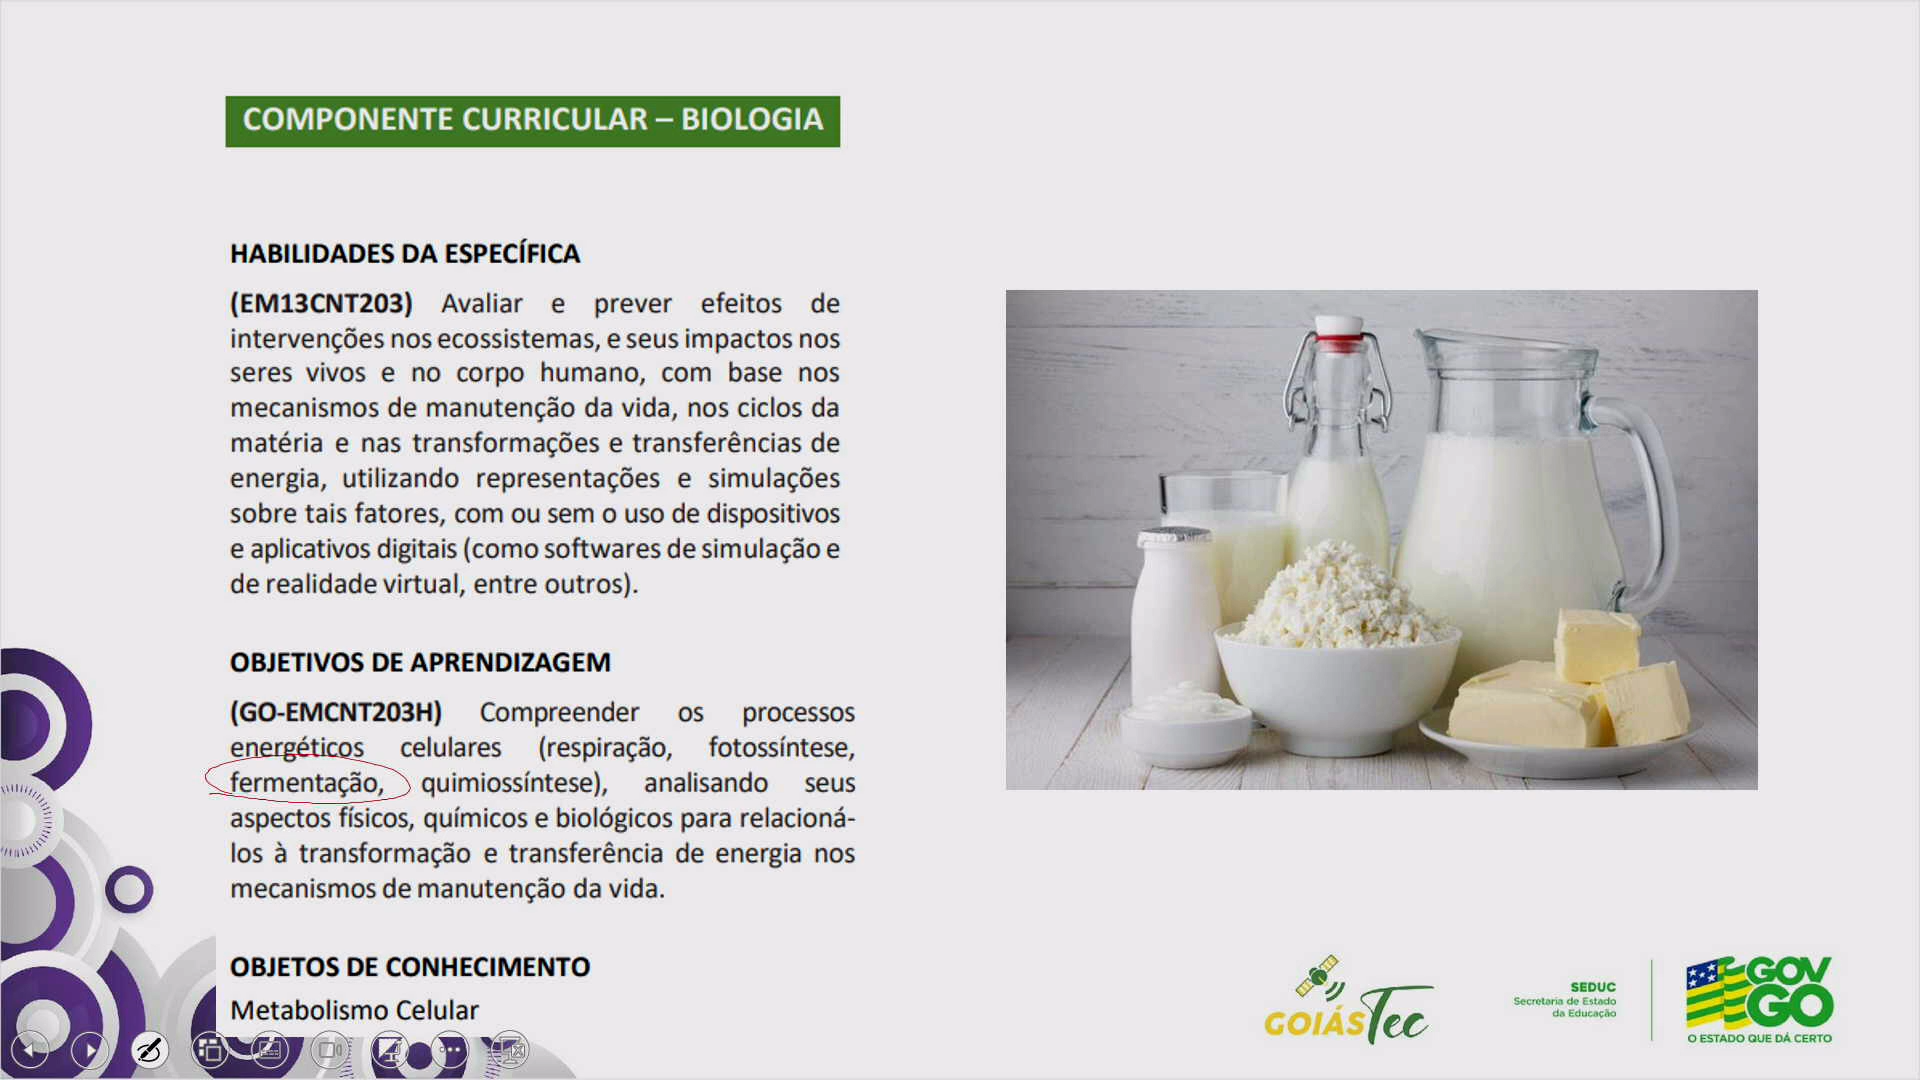 COMPONENTE CURRICULAR – BIOLOGIA
HABILIDADES DA ESPECÍFICA
(EM13CNT203) Avaliar e prever efeitos de
intervenções nos ecossistemas, e seus impactos nos
seres vivos e no corpo humano, com base nos
mecanismos de manutenção da vida, nos ciclos da
matéria e nas transformações e transferências de
energia, utilizando representações e simulações
sobre tais fatores, com ou sem o uso de dispositivos
e aplicativos digitais (como softwares de simulação e
de realidade virtual, entre outros).
OBJETIVOS DE APRENDIZAGEM
(GO-EMCNT203H) Compreender os processos
energéticos celulares (respiração, fotossíntese,
fermentação, quimiossíntese), analisando seus
aspectos físicos, químicos e biológicos para relacioná-
los à transformação e transferência de energia nos
mecanismos de manutenção da vida.
OBJETOS DE CONHECIMENTO
Metabolismo Celular
GOIÁSTec
SEDUC
Secretaria de Estado
da Educação
GOV
GO
O ESTADO QUE DÁ CERTO